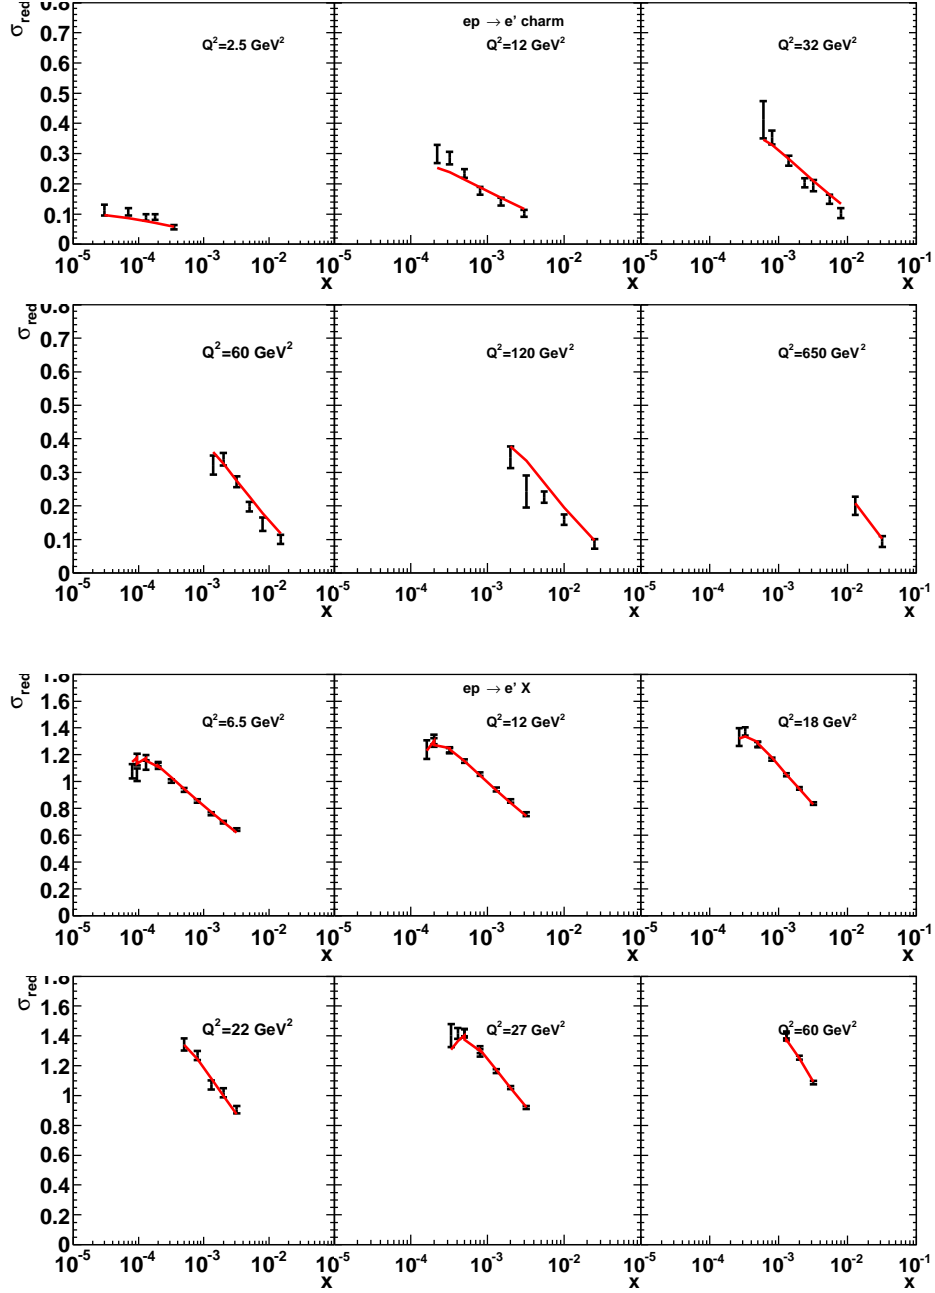 σred
0.8
0.7
0.6
0.5
0.4
0.3
0.2
0.1
0
ep → e’ charm
Q²=2.5 GeV²
Q²=12 GeV²
Q²=32 GeV²
10⁻⁵ 10⁻⁴ 10⁻³ 10⁻² 10⁻⁵ 10⁻⁴ 10⁻³ 10⁻² 10⁻⁵ 10⁻⁴ 10⁻³ 10⁻² 10⁻¹
x x x
σred
0.8
0.7
0.6
0.5
0.4
0.3
0.2
0.1
0
Q²=60 GeV²
Q²=120 GeV²
Q²=650 GeV²
10⁻⁵ 10⁻⁴ 10⁻³ 10⁻² 10⁻⁵ 10⁻⁴ 10⁻³ 10⁻² 10⁻⁵ 10⁻⁴ 10⁻³ 10⁻² 10⁻¹
x x x
σred
1.8
1.6
1.4
1.2
1
0.8
0.6
0.4
0.2
0
ep → e’ X
Q²=6.5 GeV²
Q²=12 GeV²
Q²=18 GeV²
10⁻⁵ 10⁻⁴ 10⁻³ 10⁻² 10⁻⁵ 10⁻⁴ 10⁻³ 10⁻² 10⁻⁵ 10⁻⁴ 10⁻³ 10⁻² 10⁻¹
x x x
σred
1.8
1.6
1.4
1.2
1
0.8
0.6
0.4
0.2
0
Q²=22 GeV²
Q²=27 GeV²
Q²=60 GeV²
10⁻⁵ 10⁻⁴ 10⁻³ 10⁻² 10⁻⁵ 10⁻⁴ 10⁻³ 10⁻² 10⁻⁵ 10⁻⁴ 10⁻³ 10⁻² 10⁻¹
x x x